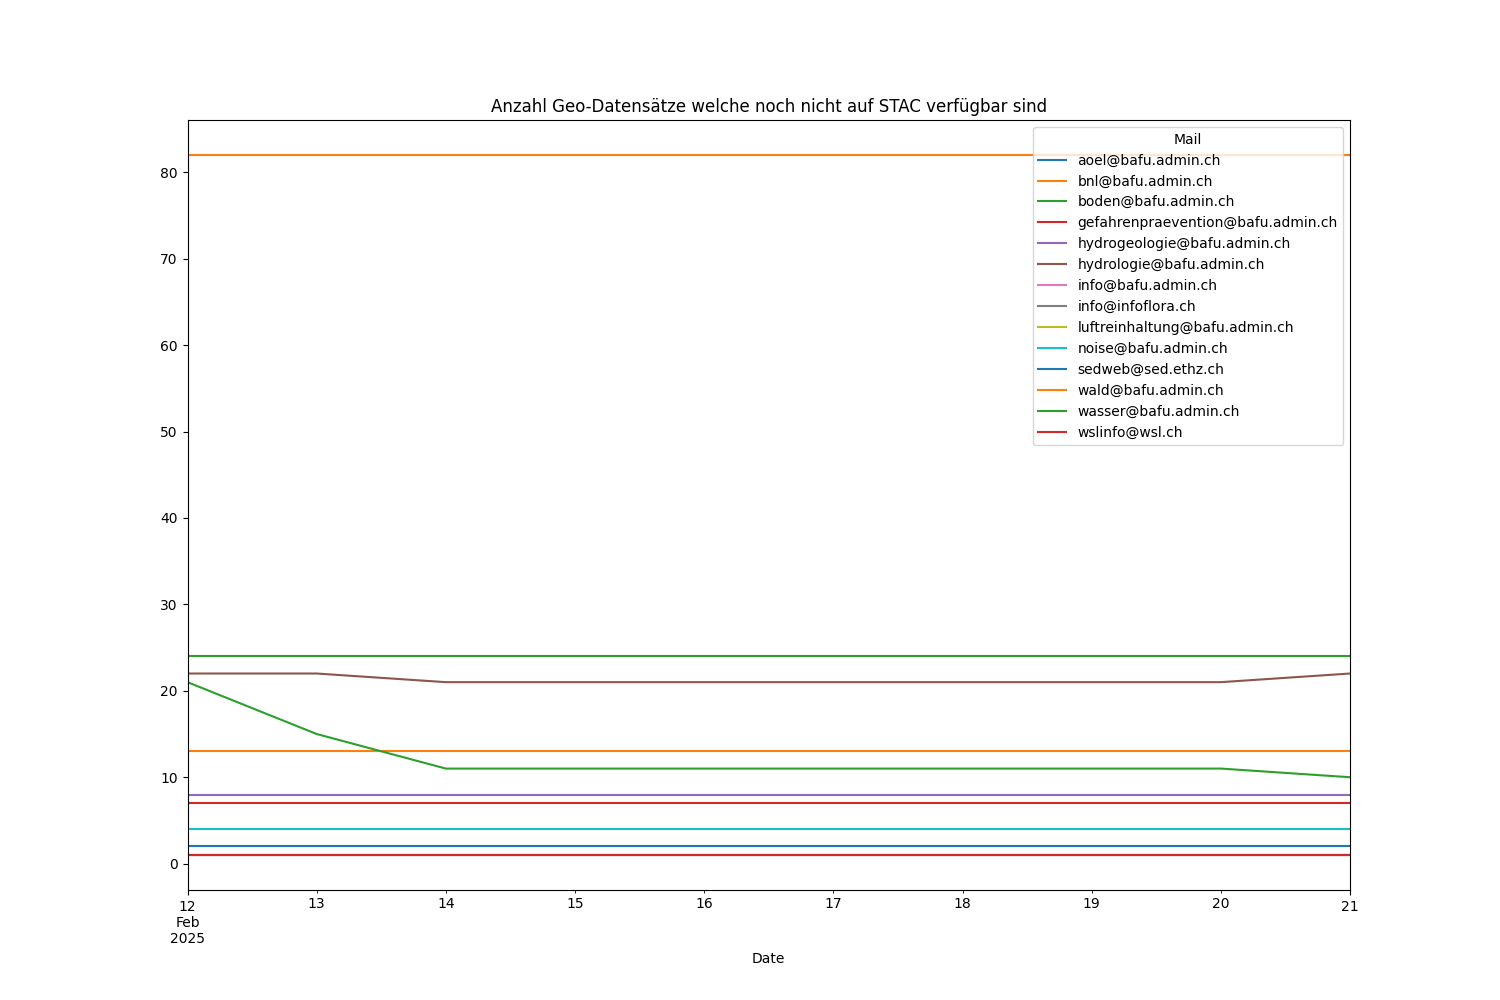 Anzahl Geo-Datensätze welche noch nicht auf STAC verfügbar sind
Mail
aoel@bafu.admin.ch
bnl@bafu.admin.ch
boden@bafu.admin.ch
gefahrenpraevention@bafu.admin.ch
hydrogeologie@bafu.admin.ch
hydrologie@bafu.admin.ch
info@bafu.admin.ch
info@infoflora.ch
luftreinhaltung@bafu.admin.ch
noise@bafu.admin.ch
sedweb@sed.ethz.ch
wald@bafu.admin.ch
wasser@bafu.admin.ch
wslinfo@wsl.ch
80
70
60
50
40
30
20
10
0
12 13 14 15 16 17 18 19 20 21
Feb
2025
Date